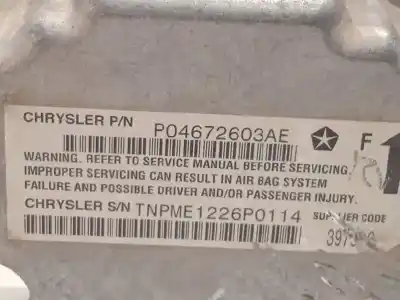 CHRYSLER P/N P04672603AE
F
WARNING. REFER TO SERVICE MANUAL BEFORE SERVICING.
IMPROPER SERVICING CAN RESULT IN AIR BAG SYSTEM
FAILURE AND POSSIBLE DRIVER AND/OR PASSENGER INJURY.
CHRYSLER S/N TNPME1226P0114 SUPPLIER CODE